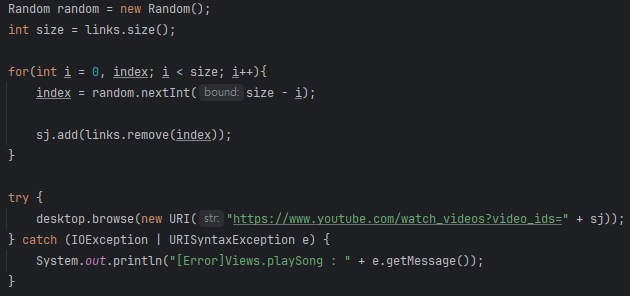 Random random = new Random();
int size = links.size();
for(int i = 0, index; i < size; i++){
index = random.nextInt( bound: size - i);
sj.add(links.remove(index));
}
try {
desktop.browse(new URI( str: "https://www.youtube.com/watch_videos?video_ids=" + sj));
} catch (IOException | URISyntaxException e) {
System.out.println("[Error]Views.playSong : " + e.getMessage());
}